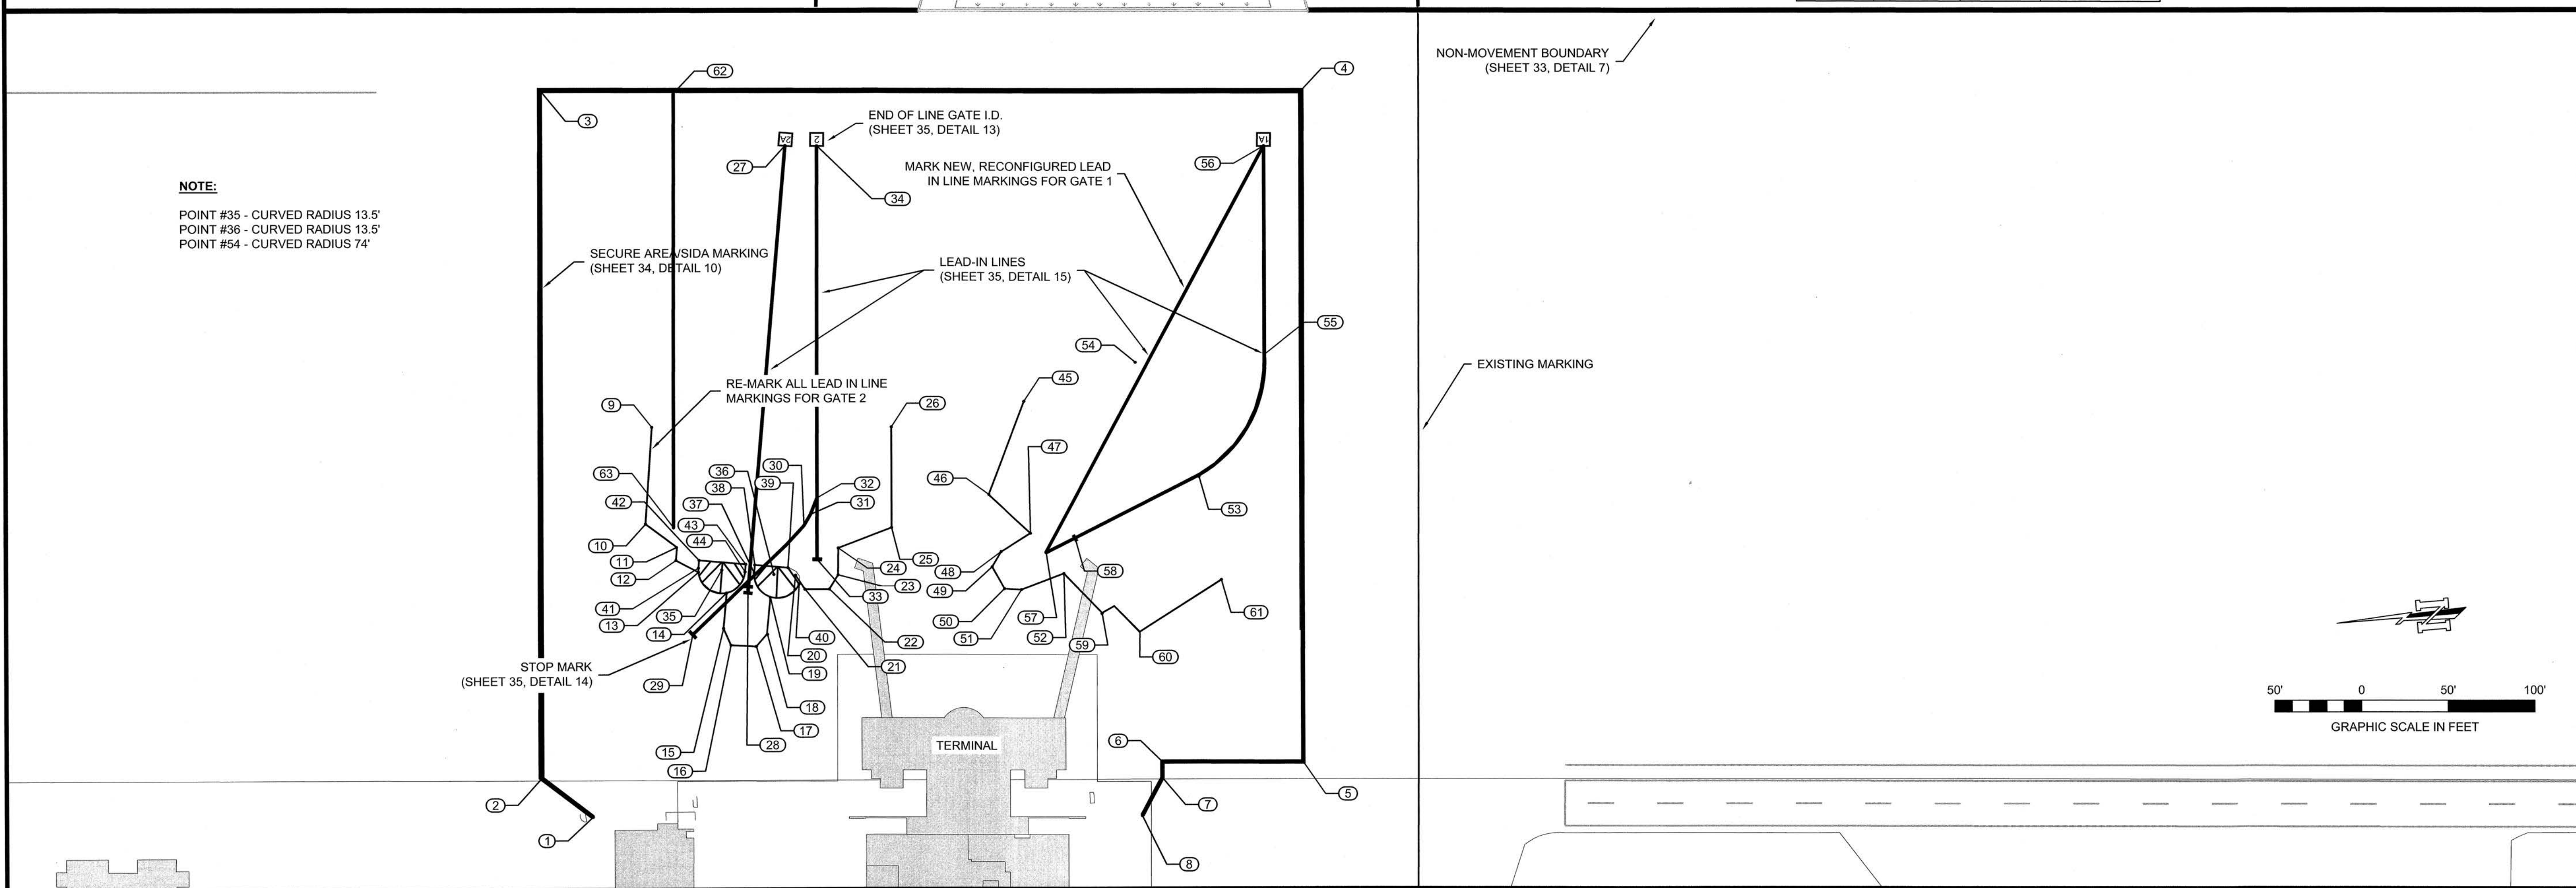 NON-MOVEMENT BOUNDARY
(SHEET 33, DETAIL 7)
62
4
3
END OF LINE GATE I.D.
(SHEET 35, DETAIL 13)
2A
2
1A
27
34
56
MARK NEW, RECONFIGURED LEAD
IN LINE MARKINGS FOR GATE 1
NOTE:
POINT #35 - CURVED RADIUS 13.5'
POINT #36 - CURVED RADIUS 13.5'
POINT #54 - CURVED RADIUS 74'
SECURE AREA/SIDA MARKING
(SHEET 34, DETAIL 10)
LEAD-IN LINES
(SHEET 35, DETAIL 15)
55
54
EXISTING MARKING
RE-MARK ALL LEAD IN LINE
MARKINGS FOR GATE 2
45
9
26
47
63
36
30
46
42
38
39
32
37
31
53
43
44
10
25
11
24
48
58
12
23
49
41
33
61
13
35
50
57
14
40
22
51
52
59
20
60
21
STOP MARK
(SHEET 35, DETAIL 14)
19
29
18
17
15
28
16
TERMINAL
6
50' 0 50' 100'
GRAPHIC SCALE IN FEET
N
2
7
5
1
8